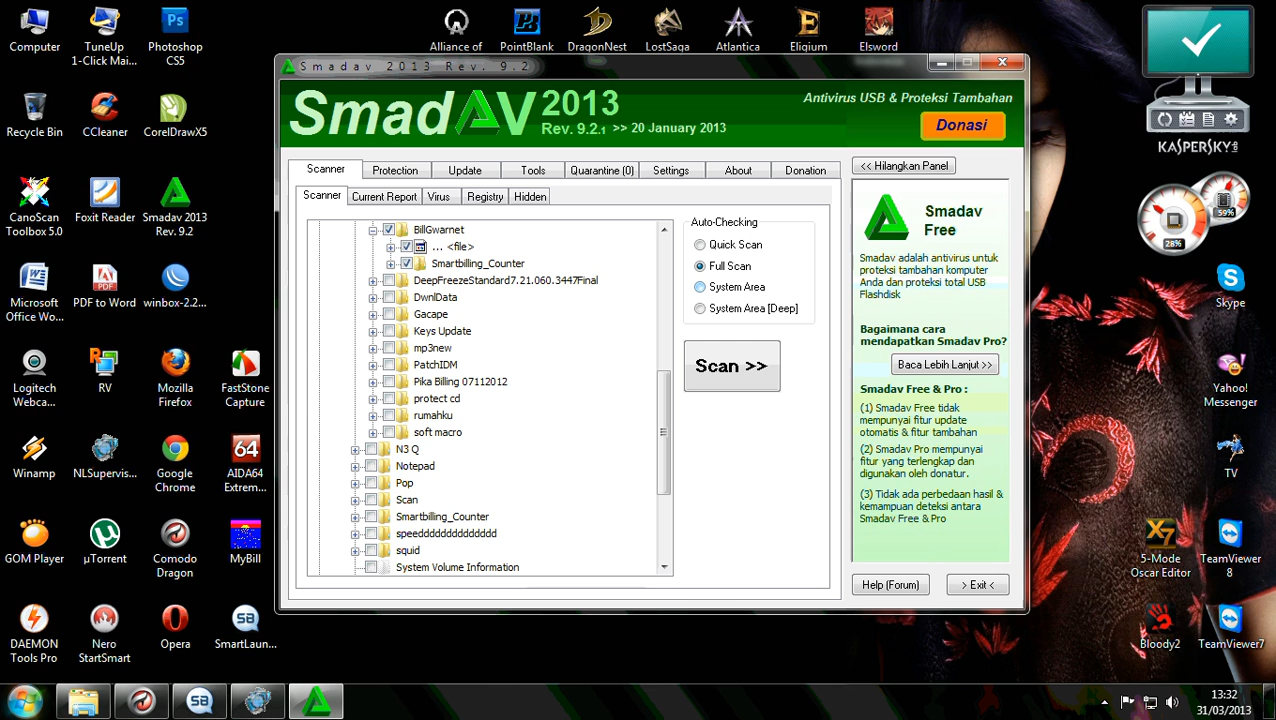 Computer
TuneUp
1-Click Mai...
Photoshop
CS5
Alliance of
PointBlank
DragonNest
LostSaga
Atlantica
Eligium
Elsword
Recycle Bin
CCleaner
CorelDrawX5
CanoScan
Toolbox 5.0
Foxit Reader
Smadav 2013
Rev. 9.2
Microsoft
Office Wo...
PDF to Word
winbox-2.2...
Logitech
Webca...
RV
Mozilla
Firefox
FastStone
Capture
Winamp
NLSupervis...
Google
Chrome
AIDA64
Extrem...
GOM Player
µTorrent
Comodo
Dragon
MyBill
DAEMON
Tools Pro
Nero
StartSmart
Opera
SmartLaun...
Smadav 2013 Rev. 9.2
SmadAV 2013
Rev. 9.2.1 >> 20 January 2013
Antivirus USB & Proteksi Tambahan
Donasi
Scanner
Protection
Update
Tools
Quarantine (0)
Settings
About
Donation
<< Hilangkan Panel
Scanner
Current Report
Virus
Registry
Hidden
BillGwarnet
... <file>
Smartbilling_Counter
DeepFreezeStandard7.21.060.3447Final
DwnlData
Gacape
Keys Update
mp3new
PatchIDM
Pika Billing 07112012
protect cd
rumahku
soft macro
N3 Q
Notepad
Pop
Scan
Smartbilling_Counter
speeddddddddddddd
squid
System Volume Information
Auto-Checking
Quick Scan
Full Scan
System Area
System Area [Deep]
Scan >>
Smadav
Free
Smadav adalah antivirus untuk
proteksi tambahan komputer
Anda dan proteksi total USB
Flashdisk
Bagaimana cara
mendapatkan Smadav Pro?
Baca Lebih Lanjut >>
Smadav Free & Pro :
(1) Smadav Free tidak
mempunyai fitur update
otomatis & fitur tambahan
(2) Smadav Pro mempunyai
fitur yang terlengkap dan
digunakan oleh donatur.
(3) Tidak ada perbedaan hasil &
kemampuan deteksi antara
Smadav Free & Pro
Help (Forum)
> Exit <
KASPERSKY
59%
28%
Skype
Yahoo!
Messenger
TV
5-Mode
Oscar Editor
TeamViewer
8
Bloody2
TeamViewer7
13:32
31/03/2013